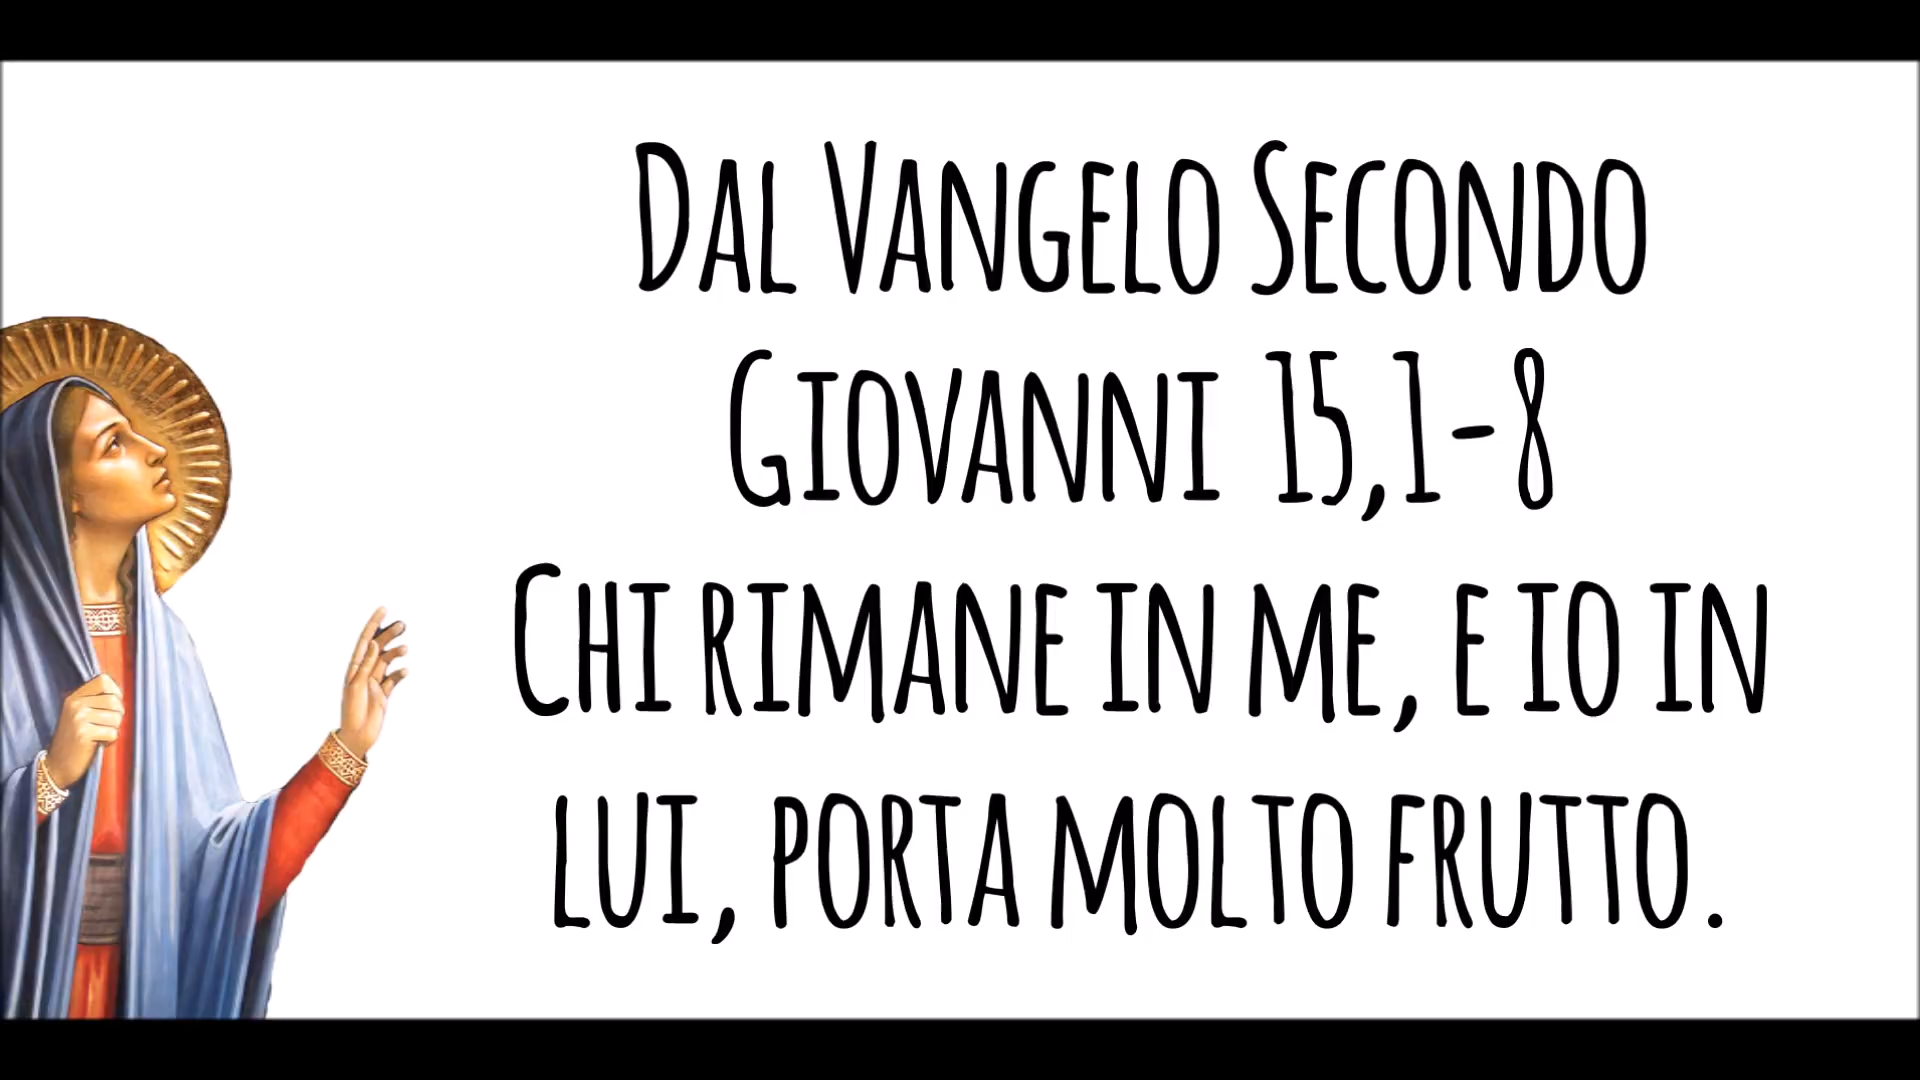 Dal Vangelo Secondo
Giovanni 15,1-8
Chi rimane in me, e io in
lui, porta molto frutto.